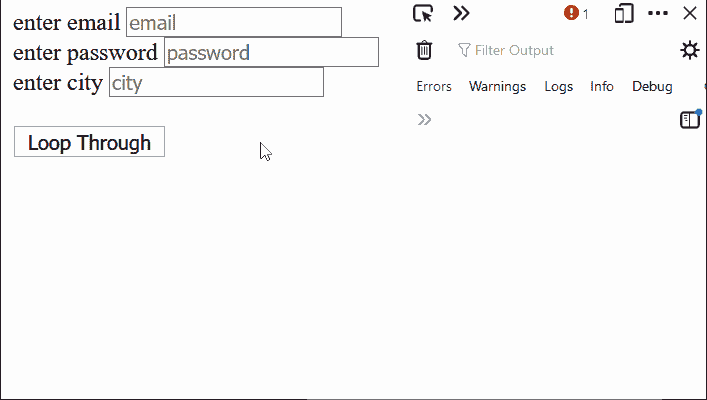 enter email email
enter password password
enter city city
Loop Through
1
Filter Output
Errors Warnings Logs Info Debug